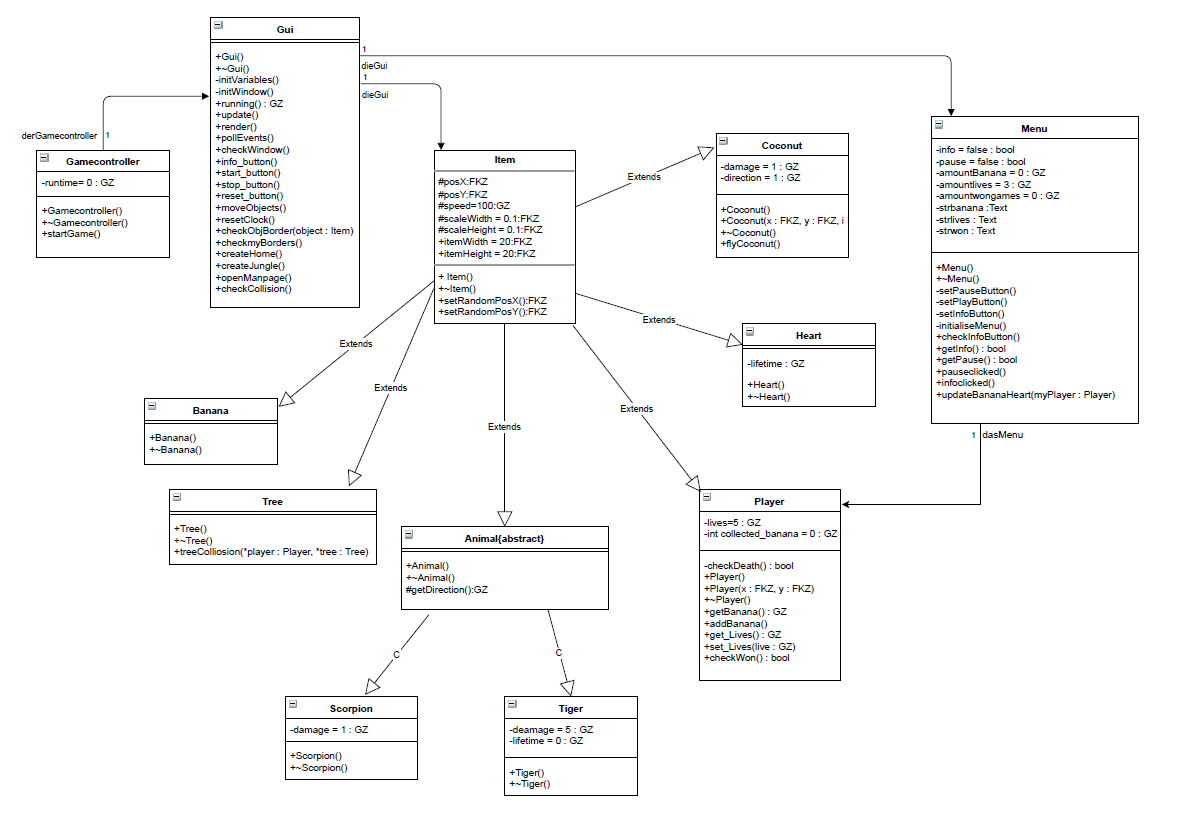 Gui
+Gui()
+~Gui()
-initVariables()
-initWindow()
+running() : GZ
+update()
+render()
+pollEvents()
+checkWindow()
+info_button()
+start_button()
+stop_button()
+reset_button()
+moveObjects()
+resetClock()
+checkObjBorder(object : Item)
+checkmyBorders()
+createHome()
+createJungle()
+openManpage()
+checkCollision()
1
dieGui
1
dieGui
derGamecontroller
1
Gamecontroller
-runtime= 0 : GZ
+Gamecontroller()
+~Gamecontroller()
+startGame()
Item
#posX:FKZ
#posY:FKZ
#speed=100:GZ
#scaleWidth = 0.1:FKZ
#scaleHeight = 0.1:FKZ
+itemWidth = 20:FKZ
+itemHeight = 20:FKZ
+ Item()
+~Item()
+setRandomPosX():FKZ
+setRandomPosY():FKZ
Extends
Coconut
-damage = 1 : GZ
-direction = 1 : GZ
+Coconut()
+Coconut(x : FKZ, y : FKZ, i
+~Coconut()
+flyCoconut()
Menu
-info = false : bool
-pause = false : bool
-amountBanana = 0 : GZ
-amountlives = 3 : GZ
-amountwongames = 0 : GZ
-strbanana :Text
-strlives : Text
-strwon : Text
+Menu()
+~Menu()
-setPauseButton()
-setPlayButton()
-setInfoButton()
-initialiseMenu()
+checkInfoButton()
+getInfo() : bool
+getPause() : bool
+pauseclicked()
+infoclicked()
+updateBananaHeart(myPlayer : Player)
1
dasMenu
Extends
Heart
-lifetime : GZ
+Heart()
+~Heart()
Extends
Extends
Extends
Extends
Banana
+Banana()
+~Banana()
Tree
+Tree()
+~Tree()
+treeColliosion(*player : Player, *tree : Tree)
Animal{abstract}
+Animal()
+~Animal()
#getDirection():GZ
Player
-lives=5 : GZ
-int collected_banana = 0 : GZ
-checkDeath() : bool
+Player()
+Player(x : FKZ, y : FKZ)
+~Player()
+getBanana() : GZ
+addBanana()
+get_Lives() : GZ
+set_Lives(live : GZ)
+checkWon() : bool
C
C
Scorpion
-damage = 1 : GZ
+Scorpion()
+~Scorpion()
Tiger
-deamage = 5 : GZ
-lifetime = 0 : GZ
+Tiger()
+~Tiger()